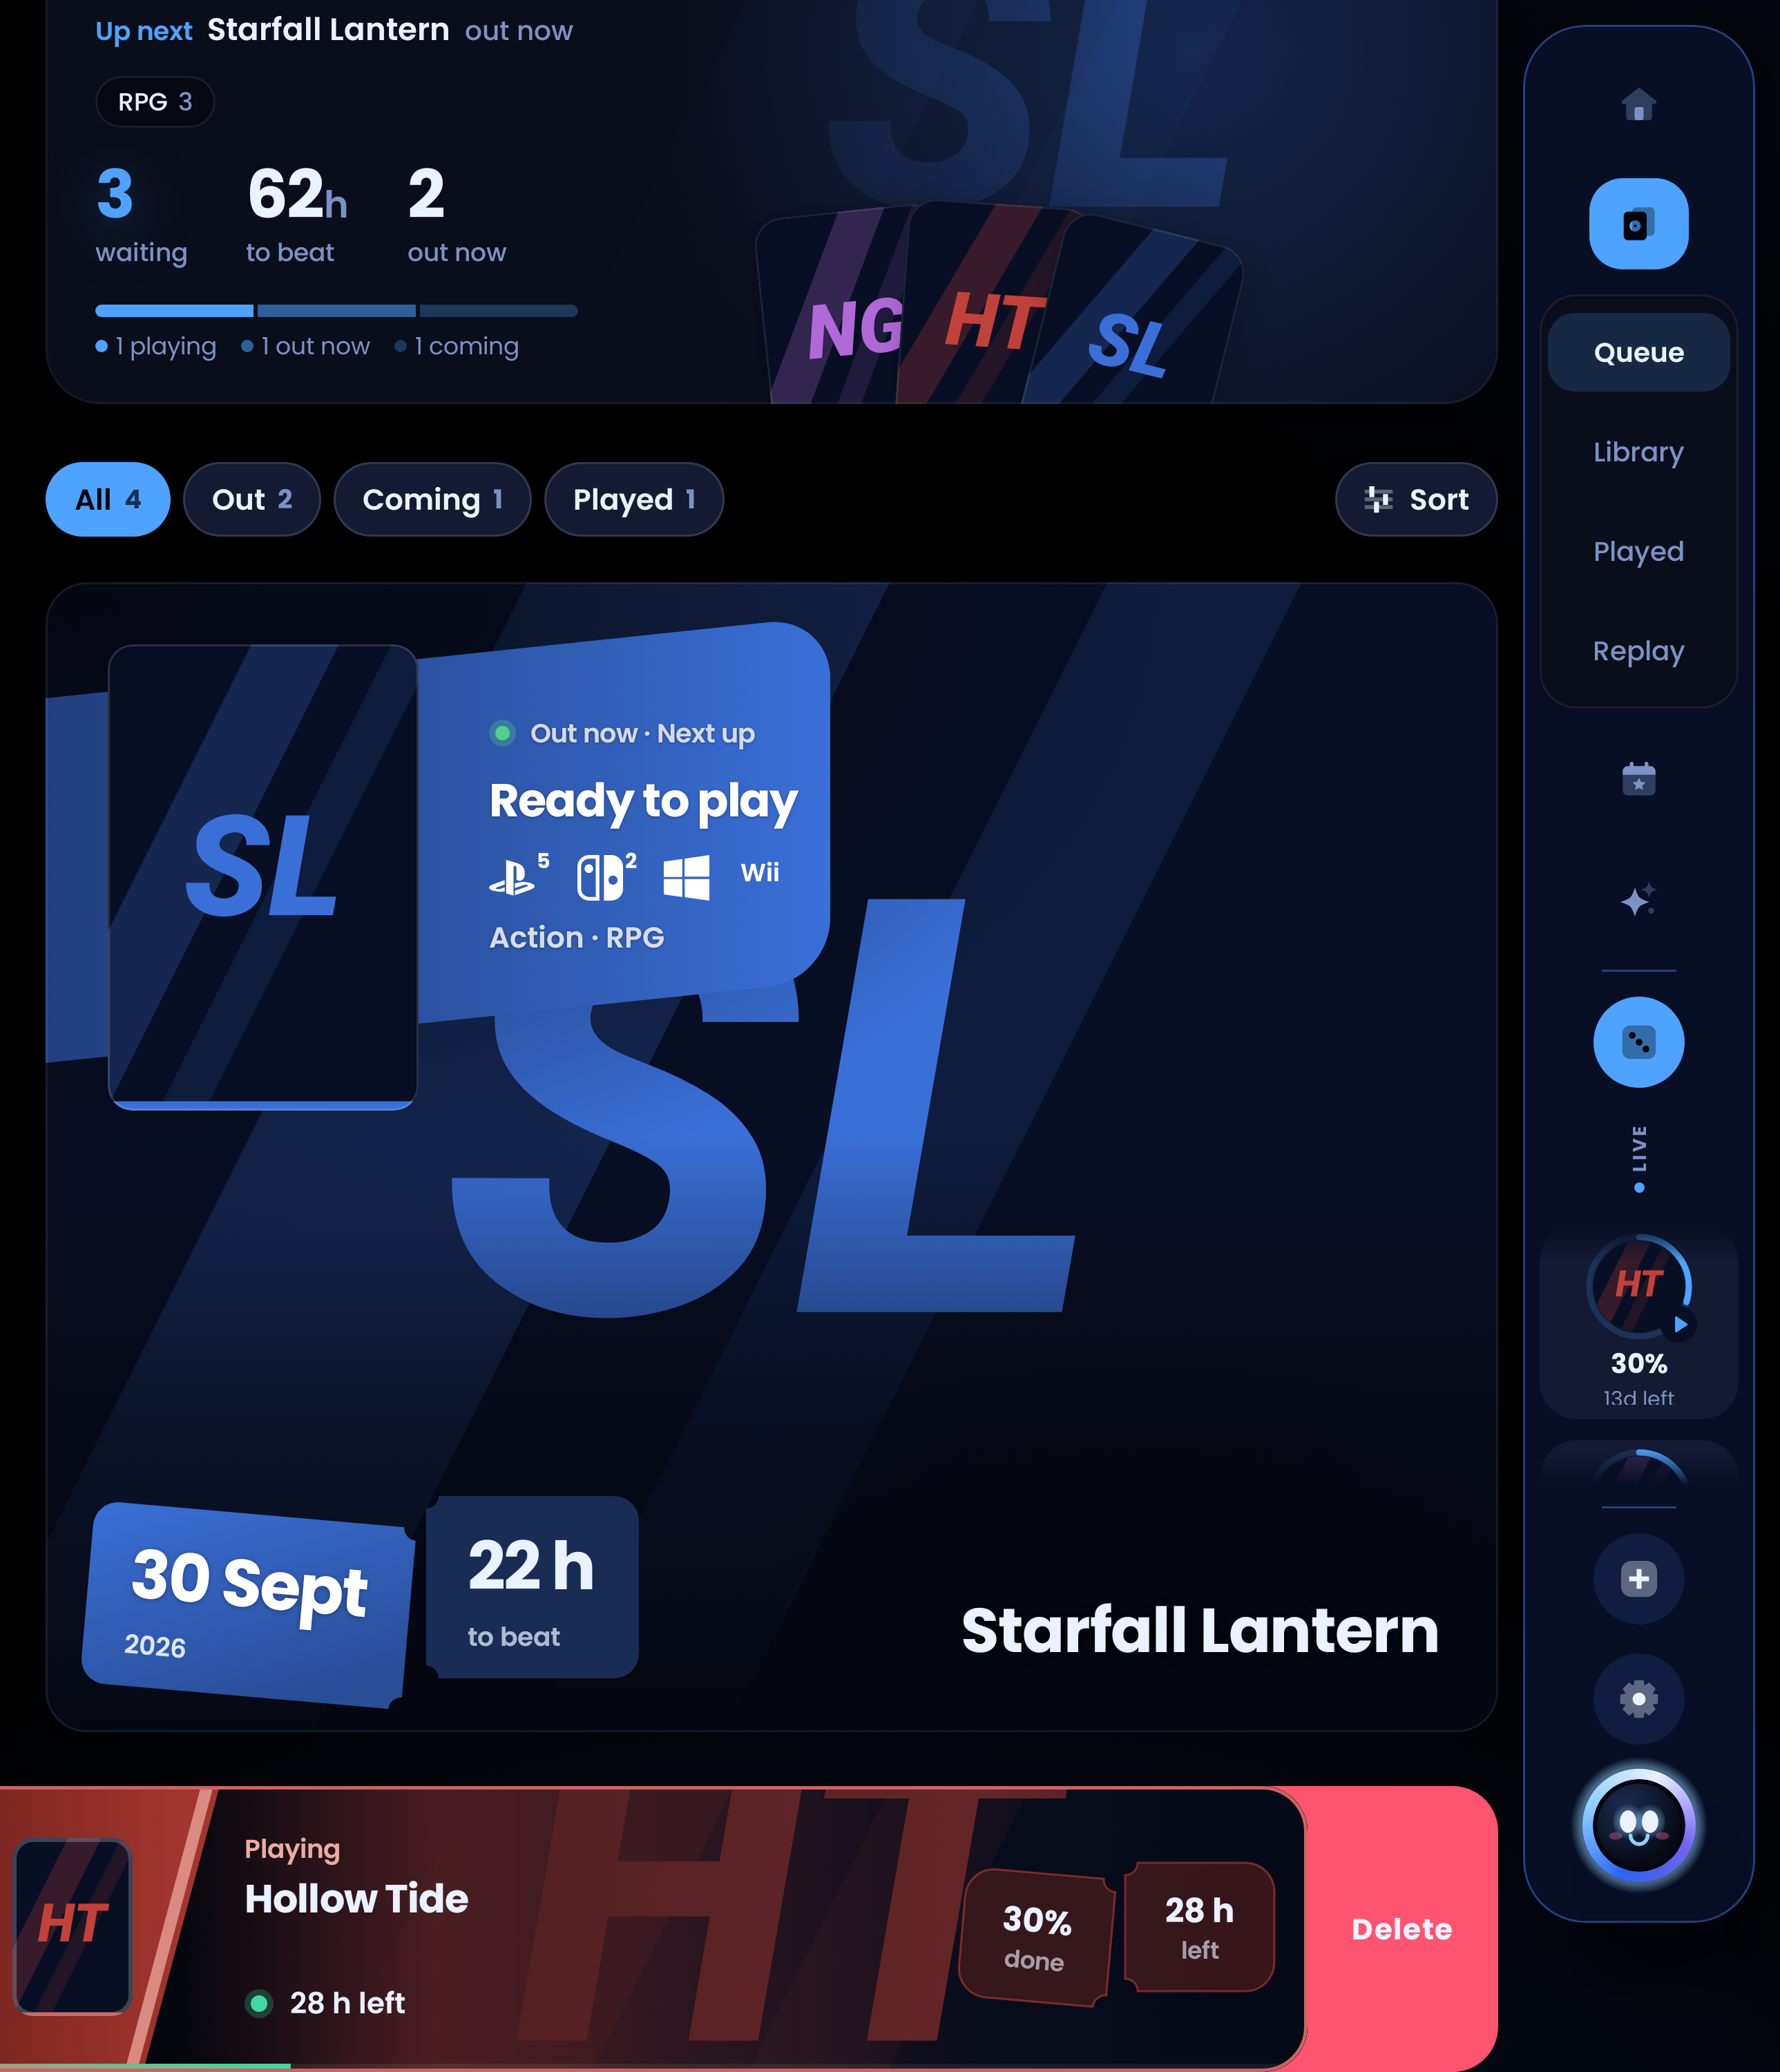 SL
Up next Starfall Lantern out now
RPG 3
3 62h 2
waiting to beat out now
1 playing 1 out now 1 coming
NG HT SL
All 4 Out 2 Coming 1 Played 1 Sort
SL
Out now · Next up
Ready to play
5 2 Wii
Action · RPG
SL
30 Sept
2026
22 h
to beat
Starfall Lantern
HT
HT
Playing
Hollow Tide
28 h left
30%
done
28 h
left
Delete
Queue
Library
Played
Replay
LIVE
HT
30%
13d left